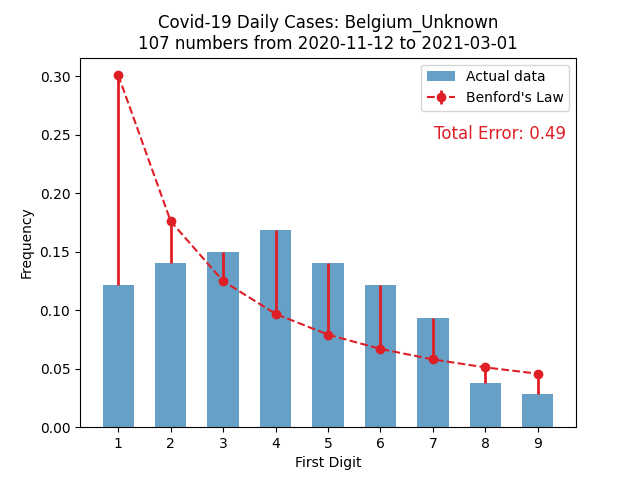 Covid-19 Daily Cases: Belgium_Unknown
107 numbers from 2020-11-12 to 2021-03-01
Actual data
Benford's Law
Total Error: 0.49
Frequency
0.30
0.25
0.20
0.15
0.10
0.05
0.00
1 2 3 4 5 6 7 8 9
First Digit